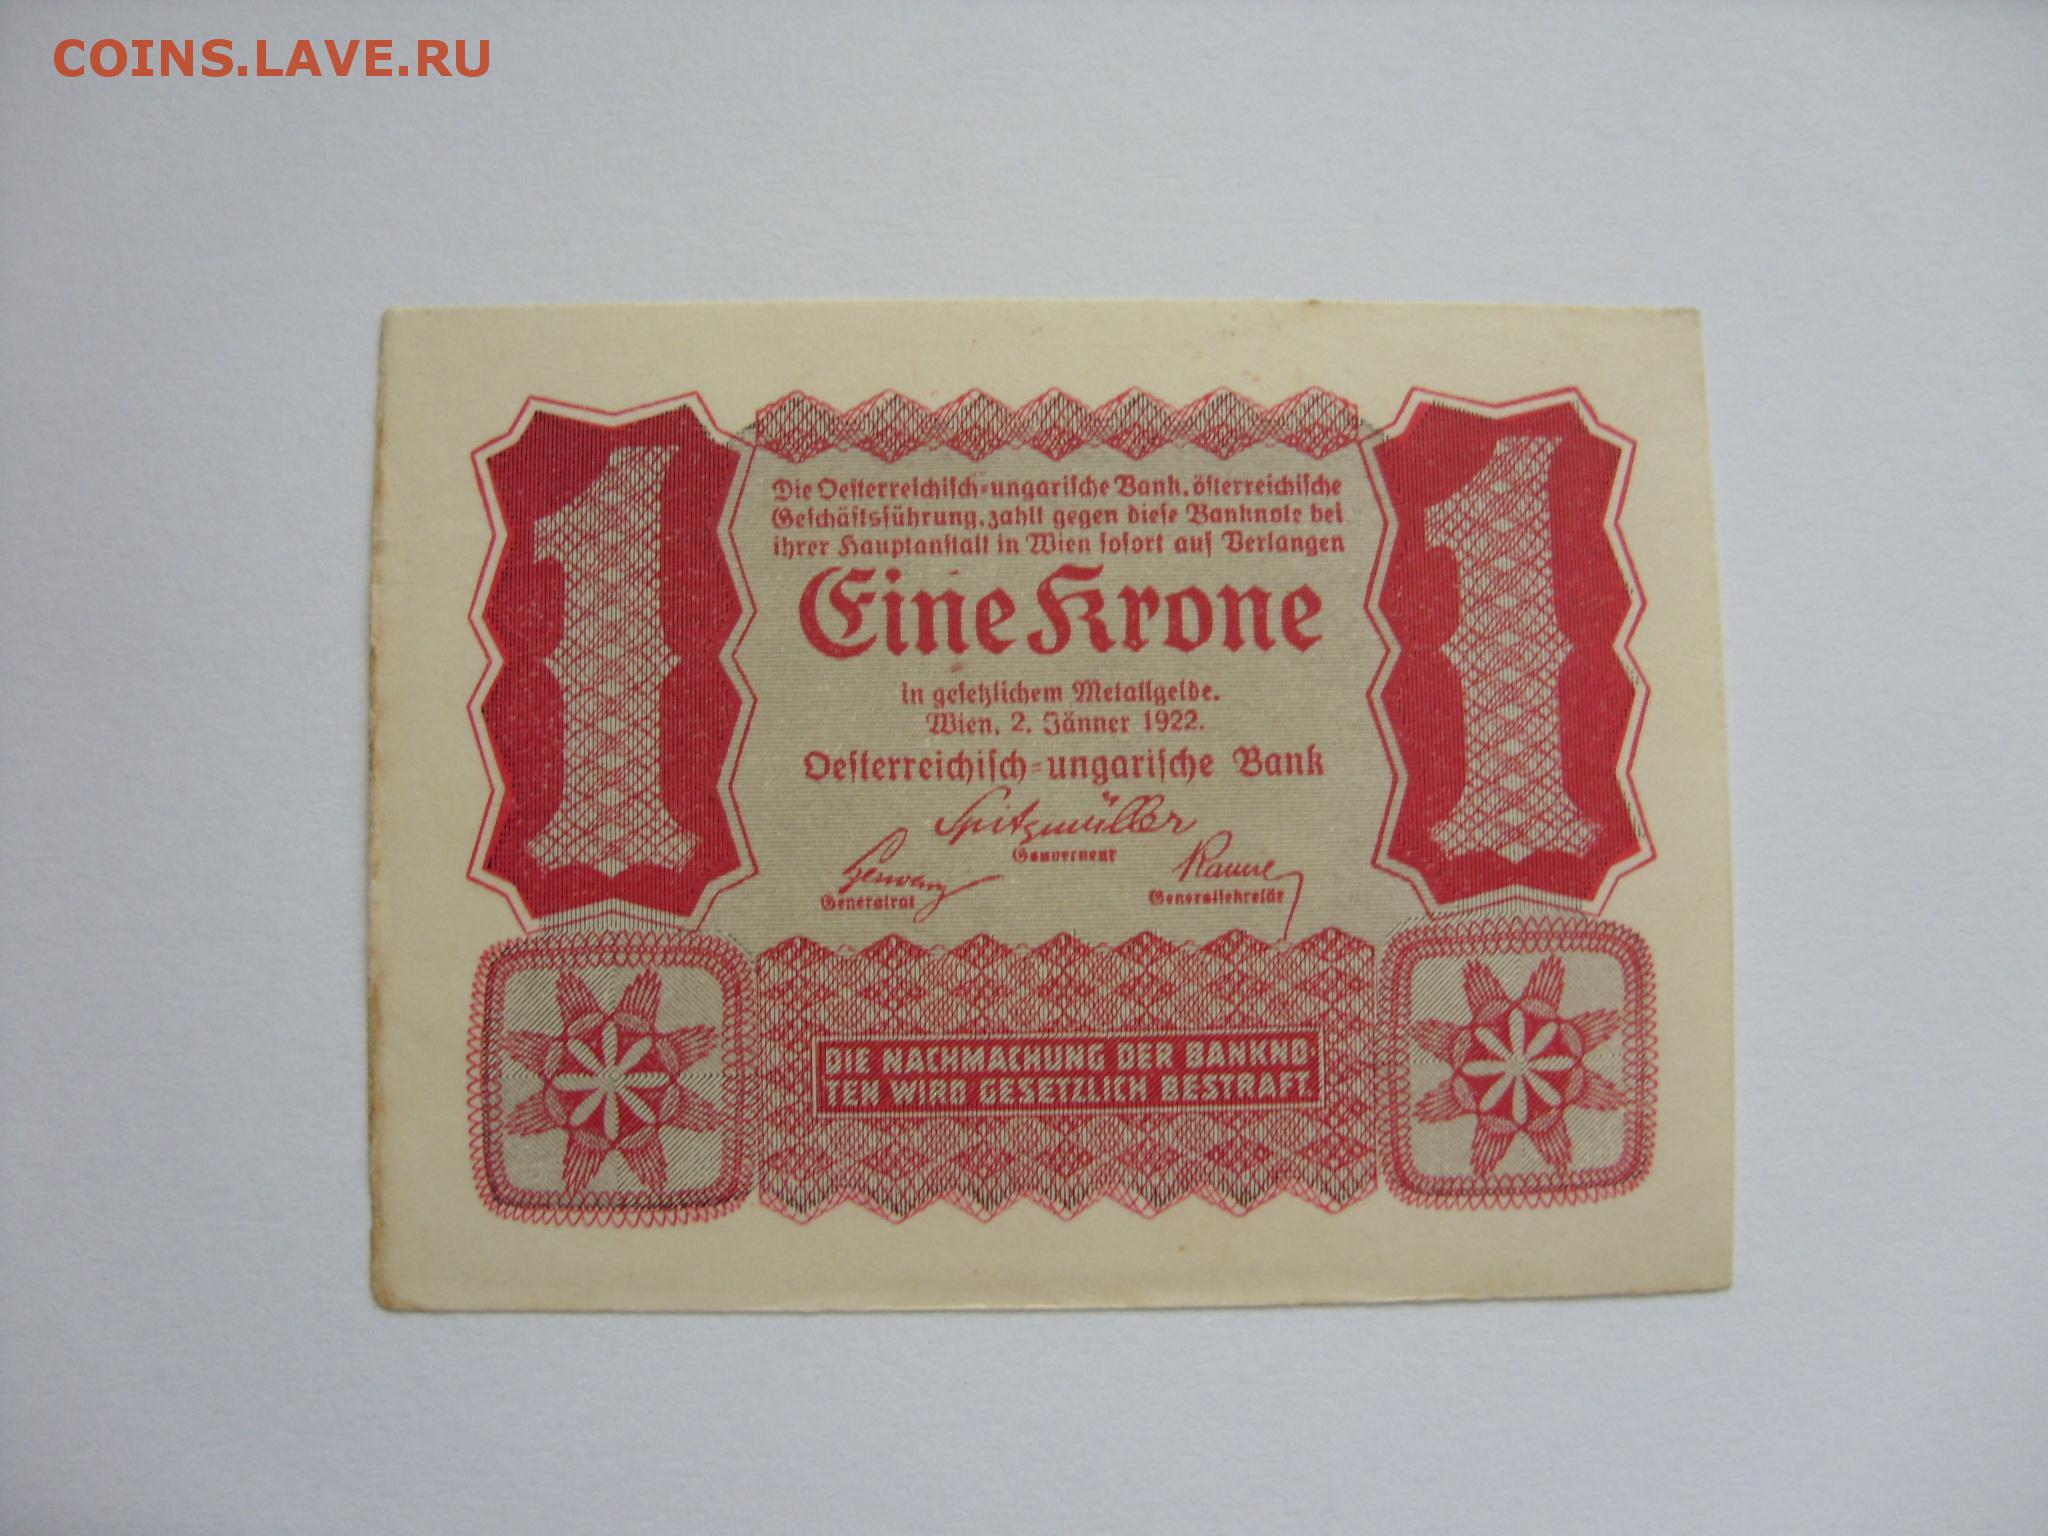 COINS.LAVE.RU
1
1
Die Oesterreichisch-ungarische Bank, österreichische
Geschäftsführung, zahlt gegen diese Banknote bei
ihrer Hauptanstalt in Wien sofort auf Verlangen
Eine Krone
in gesetzlichem Metallgelde.
Wien, 2. Jänner 1922.
Oesterreichisch-ungarische Bank
Spitzmüller
Gouverneur
Generalrat
Generalsekretär
DIE NACHMACHUNG DER BANKNO-
TEN WIRD GESETZLICH BESTRAFT.